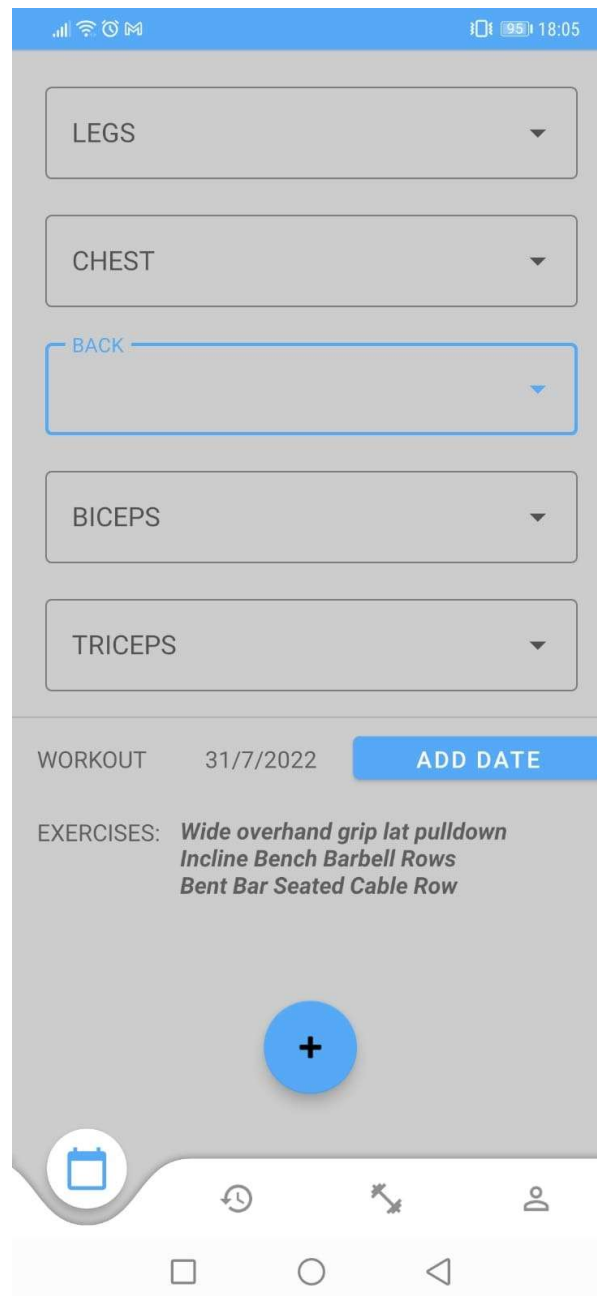 95 18:05
LEGS
CHEST
BACK
BICEPS
TRICEPS
WORKOUT 31/7/2022 ADD DATE
EXERCISES: Wide overhand grip lat pulldown
Incline Bench Barbell Rows
Bent Bar Seated Cable Row